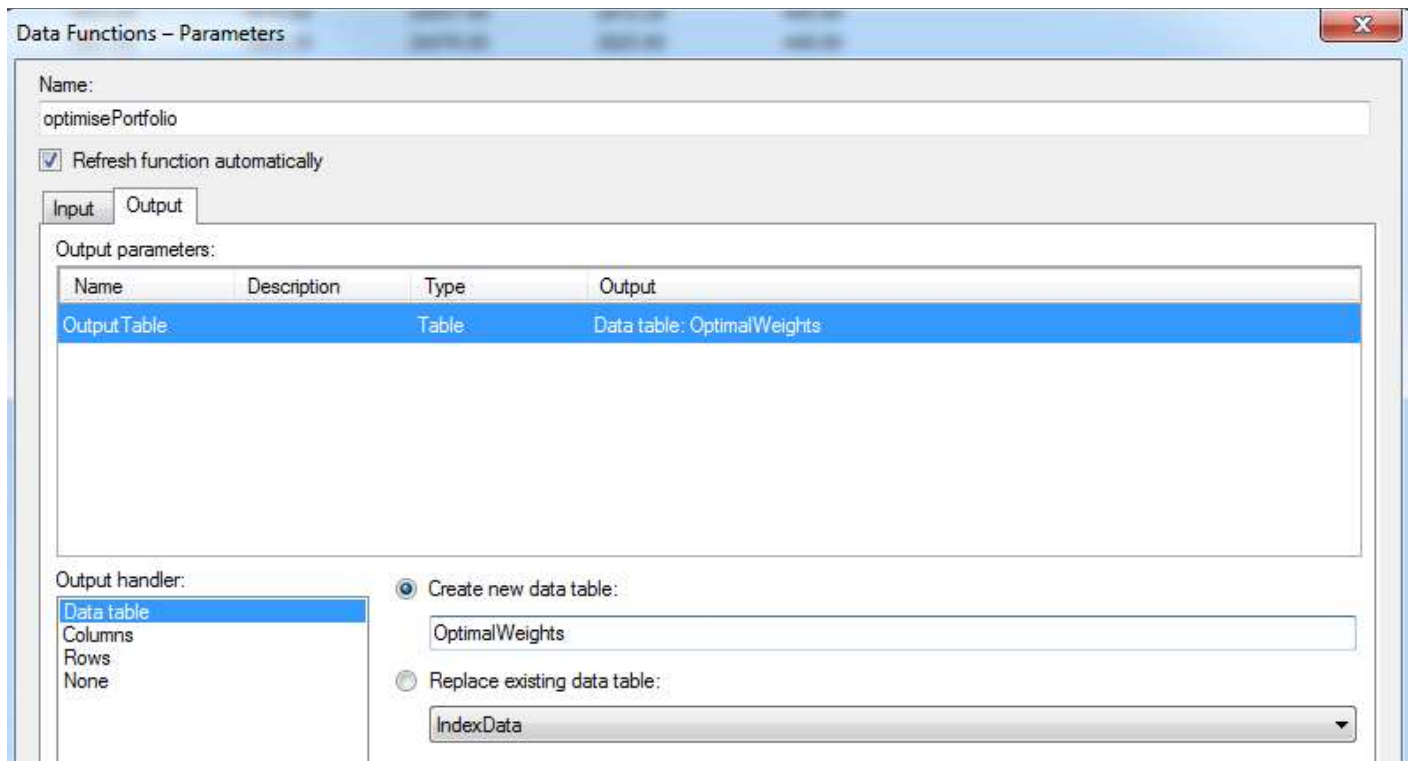 Data Functions – Parameters
Name:
optimisePortfolio
Refresh function automatically
Input Output
Output parameters:
Name Description Type Output
OutputTable Table Data table: OptimalWeights
Output handler:
Data table
Columns
Rows
None
Create new data table:
OptimalWeights
Replace existing data table:
IndexData